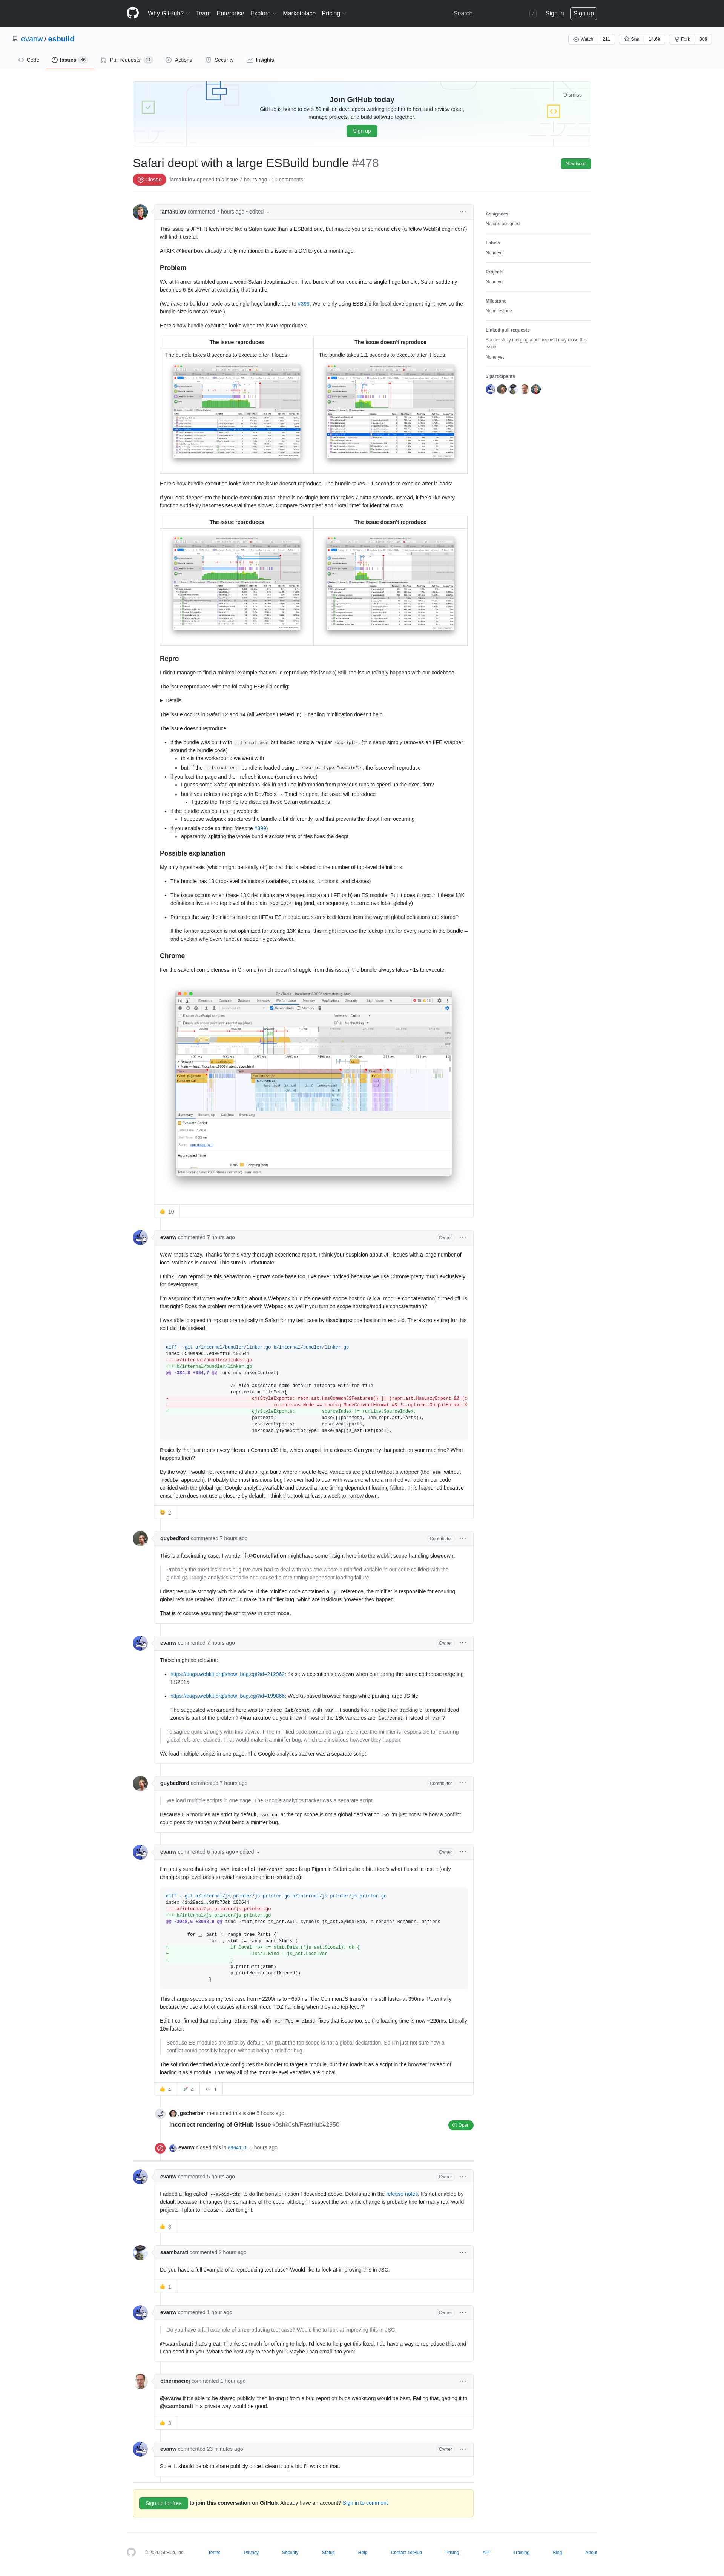 Why GitHub? Team Enterprise Explore Marketplace Pricing Search / Sign in Sign up
evanw / esbuild
Watch 211 Star 14.6k Fork 308
Code Issues Pull requests 11 Actions Security Insights
Dismiss
Join GitHub today
GitHub is home to over 50 million developers working together to host and review code,
manage projects, and build software together.
Sign up
Safari deopt with a large ESBuild bundle #478
New issue
Closed iamakulov opened this issue 7 hours ago · 10 comments
iamakulov commented 7 hours ago • edited
This issue is JFYI. It feels more like a Safari issue than a ESBuild one, but maybe you or someone else (a fellow WebKit engineer?)
will find it useful.
AFAIK @koenbok already briefly mentioned this issue in a DM to you a month ago.
Problem
We at Framer stumbled upon a weird Safari deoptimization. If we bundle all our code into a single huge bundle, Safari suddenly
becomes 6-8x slower at executing that bundle.
(We have to build our code as a single huge bundle due to #399. We're only using ESBuild for local development right now, so the
bundle size is not an issue.)
Here's how bundle execution looks when the issue reproduces:
The issue reproduces The issue doesn't reproduce
The bundle takes 8 seconds to execute after it loads: The bundle takes 1.1 seconds to execute after it loads:
Here's how bundle execution looks when the issue doesn't reproduce. The bundle takes 1.1 seconds to execute after it loads:
If you look deeper into the bundle execution trace, there is no single item that takes 7 extra seconds. Instead, it feels like every
function suddenly becomes several times slower. Compare "Samples" and "Total time" for identical rows:
The issue reproduces The issue doesn't reproduce
Repro
I didn't manage to find a minimal example that would reproduce this issue :( Still, the issue reliably happens with our codebase.
The issue reproduces with the following ESBuild config:
Details
The issue occurs in Safari 12 and 14 (all versions I tested in). Enabling minification doesn't help.
The issue doesn't reproduce:
if the bundle was built with --format=esm but loaded using a regular <script>. (this setup simply removes an IIFE wrapper
around the bundle code)
this is the workaround we went with
but: if the --format=esm bundle is loaded using a <script type="module">, the issue will reproduce
if you load the page and then refresh it once (sometimes twice)
I guess some Safari optimizations kick in and use information from previous runs to speed up the execution?
but if you refresh the page with DevTools → Timeline open, the issue will reproduce
I guess the Timeline tab disables these Safari optimizations
if the bundle was built using webpack
I suppose webpack structures the bundle a bit differently, and that prevents the deopt from occurring
if you enable code splitting (despite #399)
apparently, splitting the whole bundle across tens of files fixes the deopt
Possible explanation
My only hypothesis (which might be totally off) is that this is related to the number of top-level definitions:
The bundle has 13K top-level definitions (variables, constants, functions, and classes)
The issue occurs when these 13K definitions are wrapped into a) an IIFE or b) an ES module. But it doesn't occur if these 13K
definitions live at the top level of the plain <script> tag (and, consequently, become available globally)
Perhaps the way definitions inside an IIFE/a ES module are stores is different from the way all global definitions are stored?
If the former approach is not optimized for storing 13K items, this might increase the lookup time for every name in the bundle –
and explain why every function suddenly gets slower.
Chrome
For the sake of completeness: in Chrome (which doesn't struggle from this issue), the bundle always takes ~1s to execute:
10
evanw commented 7 hours ago Owner
Wow, that is crazy. Thanks for this very thorough experience report. I think your suspicion about JIT issues with a large number of
local variables is correct. This sure is unfortunate.
I think I can reproduce this behavior on Figma's code base too. I've never noticed because we use Chrome pretty much exclusively
for development.
I'm assuming that when you're talking about a Webpack build it's one with scope hosting (a.k.a. module concatenation) turned off. Is
that right? Does the problem reproduce with Webpack as well if you turn on scope hosting/module concatenation?
I was able to speed things up dramatically in Safari for my test case by disabling scope hosting in esbuild. There's no setting for this
so I did this instead:
diff --git a/internal/bundler/linker.go b/internal/bundler/linker.go
--- a/internal/bundler/linker.go
+++ b/internal/bundler/linker.go
@@ -384,8 +384,7 @@ func newLinkerContext(
// Also associate some default metadata with the file
repr.meta = fileMeta{
- cjsStyleExports: repr.ast.HasCommonJSFeatures() || (repr.ast.HasLazyExport && (c
- (c.options.Mode == config.ModeConvertFormat && !c.options.OutputFormat.K
+ cjsStyleExports: sourceIndex != runtime.SourceIndex,
partMeta: make([]partMeta, len(repr.ast.Parts)),
resolvedExports: resolvedExports,
isProbablyTypeScriptType: make(map[js_ast.Ref]bool),
Basically that just treats every file as a CommonJS file, which wraps it in a closure. Can you try that patch on your machine? What
happens then?
By the way, I would not recommend shipping a build where module-level variables are global without a wrapper (the esm without
module approach). Probably the most insidious bug I've ever had to deal with was one where a minified variable in our code
collided with the global ga Google analytics variable and caused a rare timing-dependent loading failure. This happened because
emscripten does not use a closure by default. I think that took at least a week to narrow down.
2
guybedford commented 7 hours ago Contributor
This is a fascinating case. I wonder if @Constellation might have some insight here into the webkit scope handling slowdown.
Probably the most insidious bug I've ever had to deal with was one where a minified variable in our code collided with the
global ga Google analytics variable and caused a rare timing-dependent loading failure.
I disagree quite strongly with this advice. If the minified code contained a ga reference, the minifier is responsible for ensuring
global refs are retained. That would make it a minifier bug, which are insidious however they happen.
That is of course assuming the script was in strict mode.
evanw commented 7 hours ago Owner
These might be relevant:
https://bugs.webkit.org/show_bug.cgi?id=212962: 4x slow execution slowdown when comparing the same codebase targeting
ES2015
https://bugs.webkit.org/show_bug.cgi?id=199866: WebKit-based browser hangs while parsing large JS file
The suggested workaround here was to replace let/const with var. It sounds like maybe their tracking of temporal dead
zones is part of the problem? @iamakulov do you know if most of the 13k variables are let/const instead of var?
I disagree quite strongly with this advice. If the minified code contained a ga reference, the minifier is responsible for ensuring
global refs are retained. That would make it a minifier bug, which are insidious however they happen.
We load multiple scripts in one page. The Google analytics tracker was a separate script.
guybedford commented 7 hours ago Contributor
We load multiple scripts in one page. The Google analytics tracker was a separate script.
Because ES modules are strict by default, var ga at the top scope is not a global declaration. So I'm just not sure how a conflict
could possibly happen without being a minifier bug.
evanw commented 6 hours ago • edited Owner
I'm pretty sure that using var instead of let/const speeds up Figma in Safari quite a bit. Here's what I used to test it (only
changes top-level ones to avoid most semantic mismatches):
diff --git a/internal/js_printer/js_printer.go b/internal/js_printer/js_printer.go
--- a/internal/js_printer/js_printer.go
+++ b/internal/js_printer/js_printer.go
@@ -3048,6 +3048,9 @@ func Print(tree js_ast.AST, symbols js_ast.SymbolMap, r renamer.Renamer, options
for _, part := range tree.Parts {
for _, stmt := range part.Stmts {
+ if local, ok := stmt.Data.(*js_ast.SLocal); ok {
+ local.Kind = js_ast.LocalVar
+ }
p.printStmt(stmt)
p.printSemicolonIfNeeded()
}
This change speeds up my test case from ~2200ms to ~650ms. The CommonJS transform is still faster at 350ms. Potentially
because we use a lot of classes which still need TDZ handling when they are top-level?
Edit: I confirmed that replacing class Foo with var Foo = class fixes that issue too, so the loading time is now ~220ms. Literally
10x faster.
Because ES modules are strict by default, var ga at the top scope is not a global declaration. So I'm just not sure how a
conflict could possibly happen without being a minifier bug.
The solution described above configures the bundler to target a module, but then loads it as a script in the browser instead of
loading it as a module. That way all of the module-level variables are global.
4 4 1
jgscherber mentioned this issue 5 hours ago
Incorrect rendering of GitHub issue k0shk0sh/FastHub#2950 Open
evanw closed this in 5 hours ago
evanw commented 5 hours ago Owner
I added a flag called --avoid-tdz to do the transformation I described above. Details are in the release notes. It's not enabled by
default because it changes the semantics of the code, although I suspect the semantic change is probably fine for many real-world
projects. I plan to release it later tonight.
3
saambarati commented 2 hours ago
Do you have a full example of a reproducing test case? Would like to look at improving this in JSC.
1
evanw commented 1 hour ago Owner
Do you have a full example of a reproducing test case? Would like to look at improving this in JSC.
@saambarati that's great! Thanks so much for offering to help. I'd love to help get this fixed. I do have a way to reproduce this, and
I can send it to you. What's the best way to reach you? Maybe I can email it to you?
othermaciej commented 1 hour ago
@evanw If it's able to be shared publicly, then linking it from a bug report on bugs.webkit.org would be best. Failing that, getting it to
@saambarati in a private way would be good.
3
evanw commented 23 minutes ago Owner
Sure. It should be ok to share publicly once I clean it up a bit. I'll work on that.
Sign up for free to join this conversation on GitHub. Already have an account? Sign in to comment
Assignees
No one assigned
Labels
None yet
Projects
None yet
Milestone
No milestone
Linked pull requests
Successfully merging a pull request may close this
issue.
None yet
5 participants
© 2020 GitHub, Inc. Terms Privacy Security Status Help Contact GitHub Pricing API Training Blog About